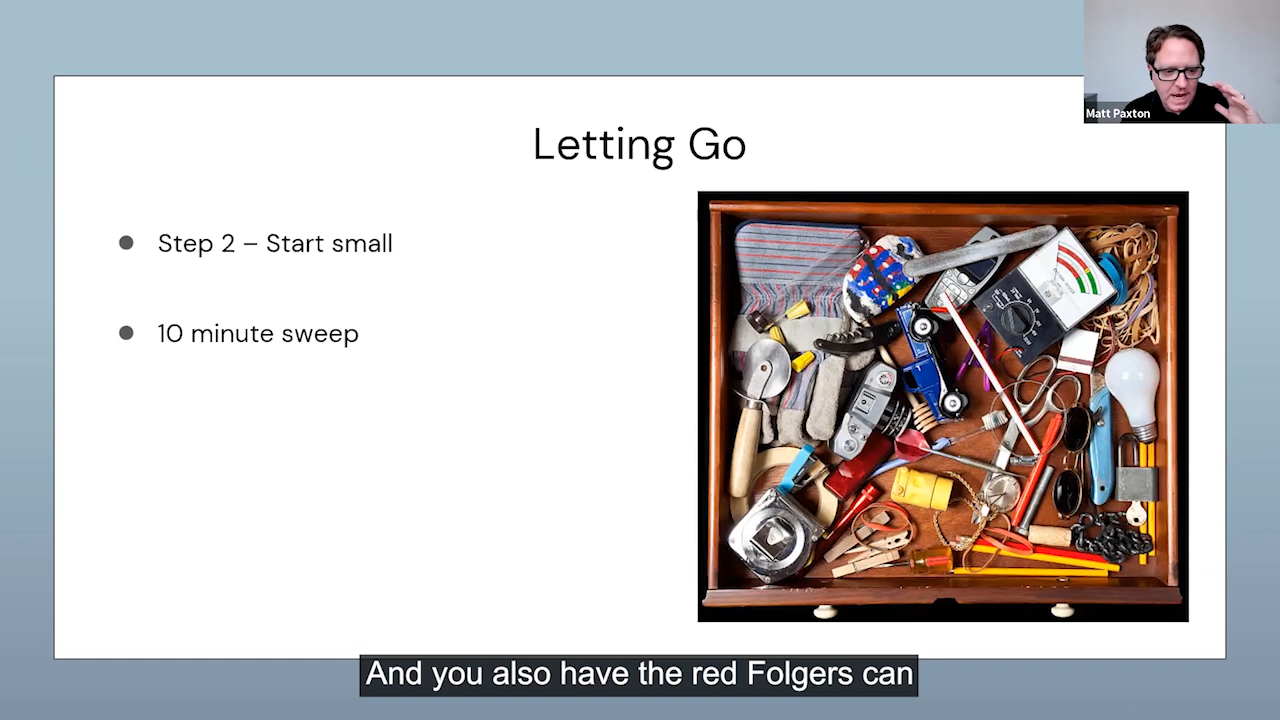 Matt Paxton
Letting Go
Step 2 – Start small
10 minute sweep
And you also have the red Folgers can